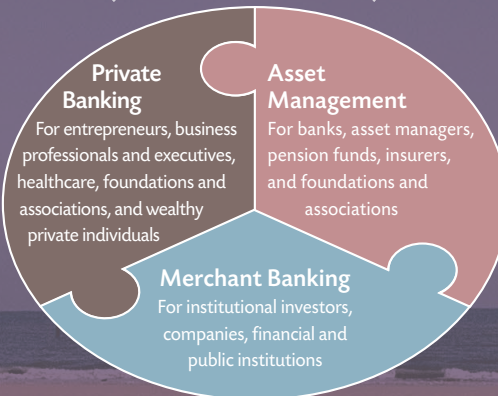 Private
Banking
For entrepreneurs, business
professionals and executives,
healthcare, foundations and
associations, and wealthy
private individuals
Asset
Management
For banks, asset managers,
pension funds, insurers,
and foundations and
associations
Merchant Banking
For institutional investors,
companies, financial and
public institutions